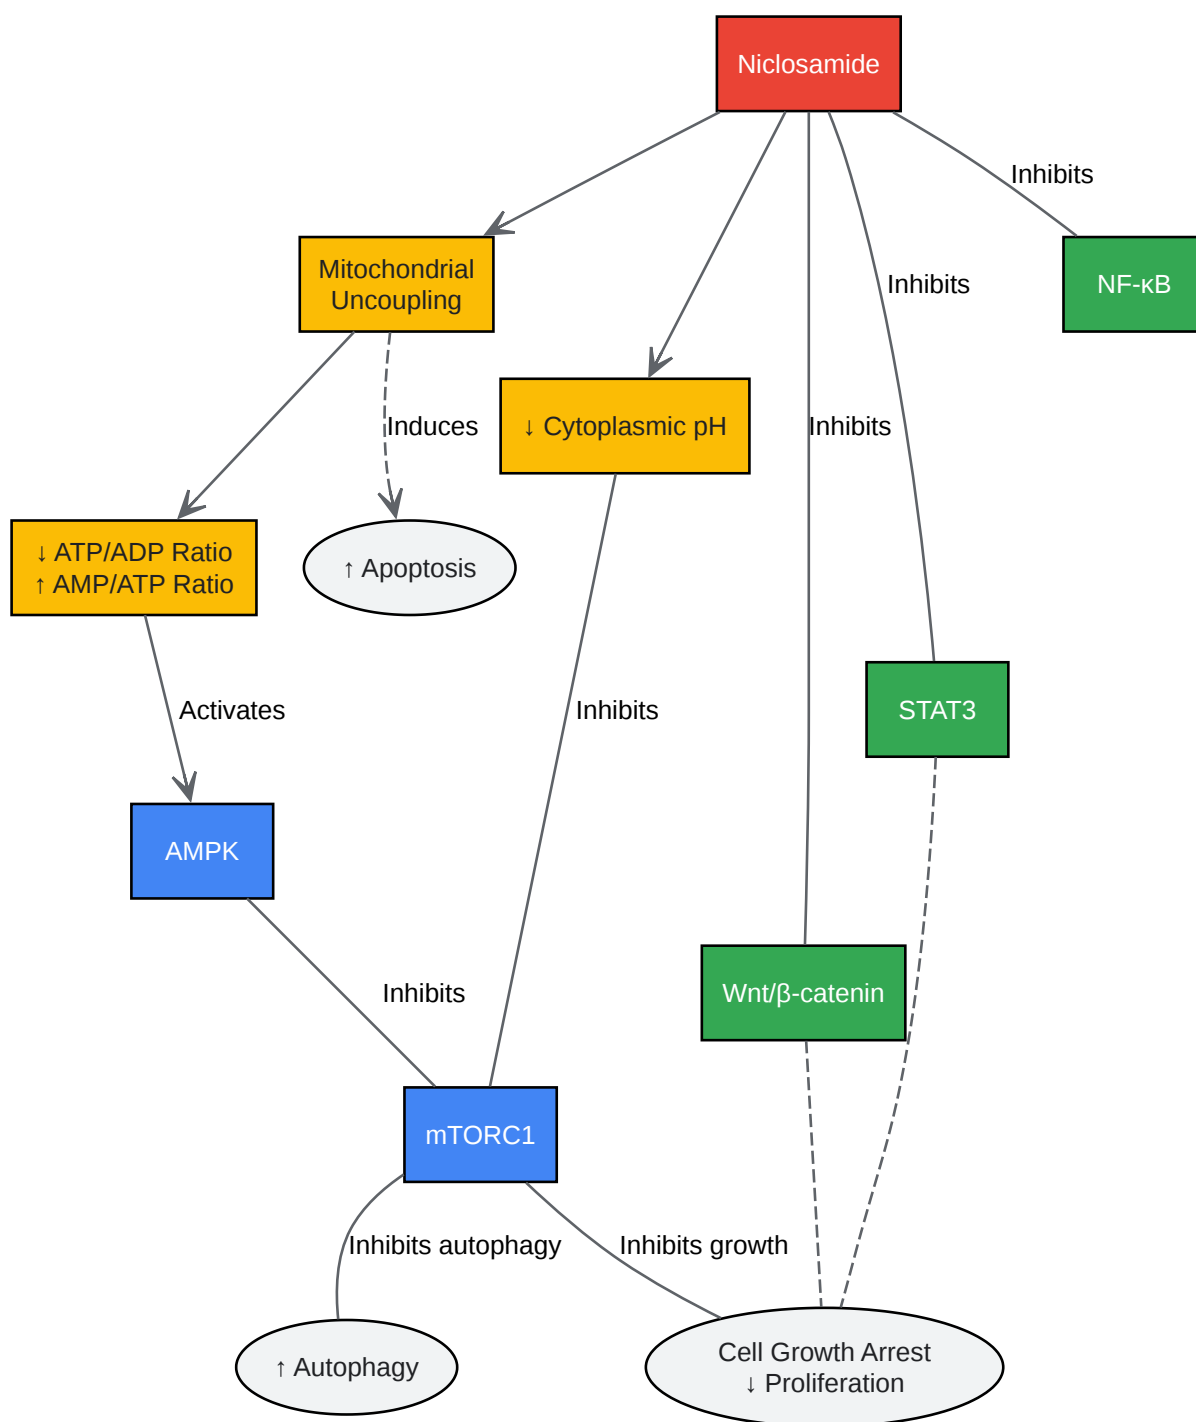 Niclosamide
Inhibits
Mitochondrial
Uncoupling
Inhibits
NF-κB
Induces
↓ Cytoplasmic pH
Inhibits
↓ ATP/ADP Ratio
↑ AMP/ATP Ratio
↑ Apoptosis
Activates
Inhibits
STAT3
AMPK
Inhibits
Wnt/β-catenin
mTORC1
Inhibits autophagy
Inhibits growth
↑ Autophagy
Cell Growth Arrest
↓ Proliferation